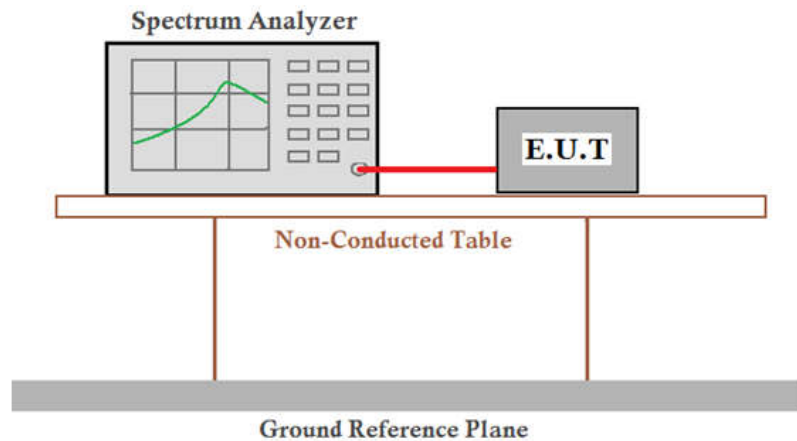 Spectrum Analyzer
E.U.T
Non-Conducted Table
Ground Reference Plane